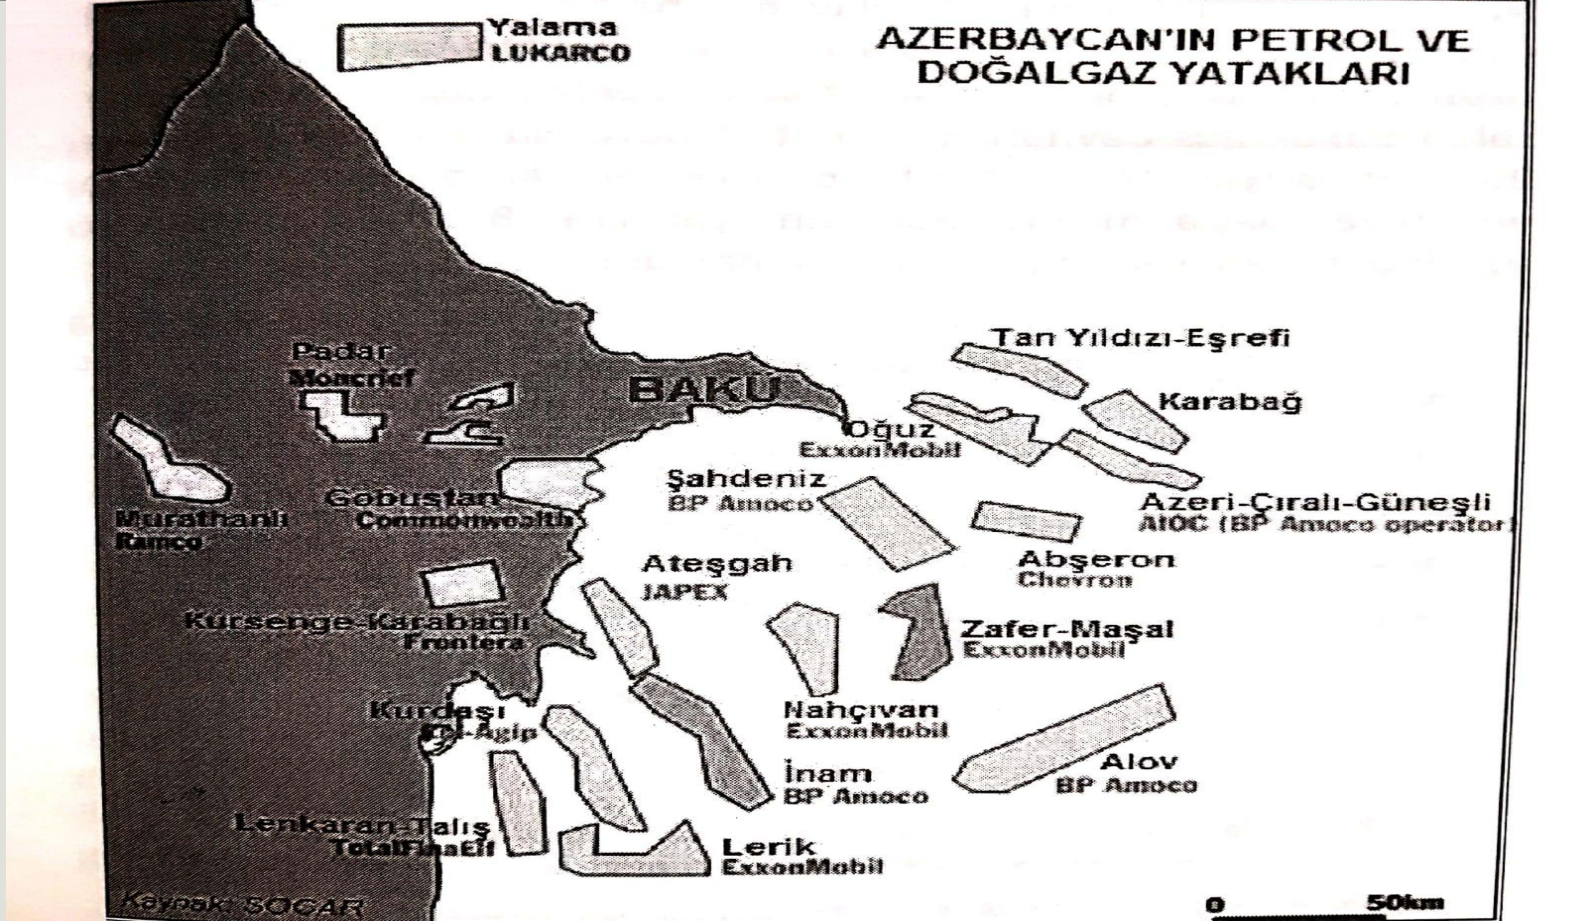 Yalama
LUKARCO
AZERBAYCAN'IN PETROL VE
DOĞALGAZ YATAKLARI
Tan Yıldızı-Eşrefi
Padar
Moncrief
BAKÜ
Karabağ
Oğuz
ExxonMobil
Şahdeniz
BP Amoco
Gobustan
Commonwealth
Azeri-Çıralı-Güneşli
AIOC (BP Amoco operator)
Murathanlı
Ramco
Abşeron
Chevron
Ateşgah
JAPEX
Kursenge-Karabağlı
Frontera
Zafer-Maşal
ExxonMobil
Kurdaşı
Eni-Agip
Nahçıvan
ExxonMobil
Alov
BP Amoco
İnam
BP Amoco
Lenkaran-Talış
TotalFinaElf
Lerik
ExxonMobil
Kaynak: SOCAR
0 50km